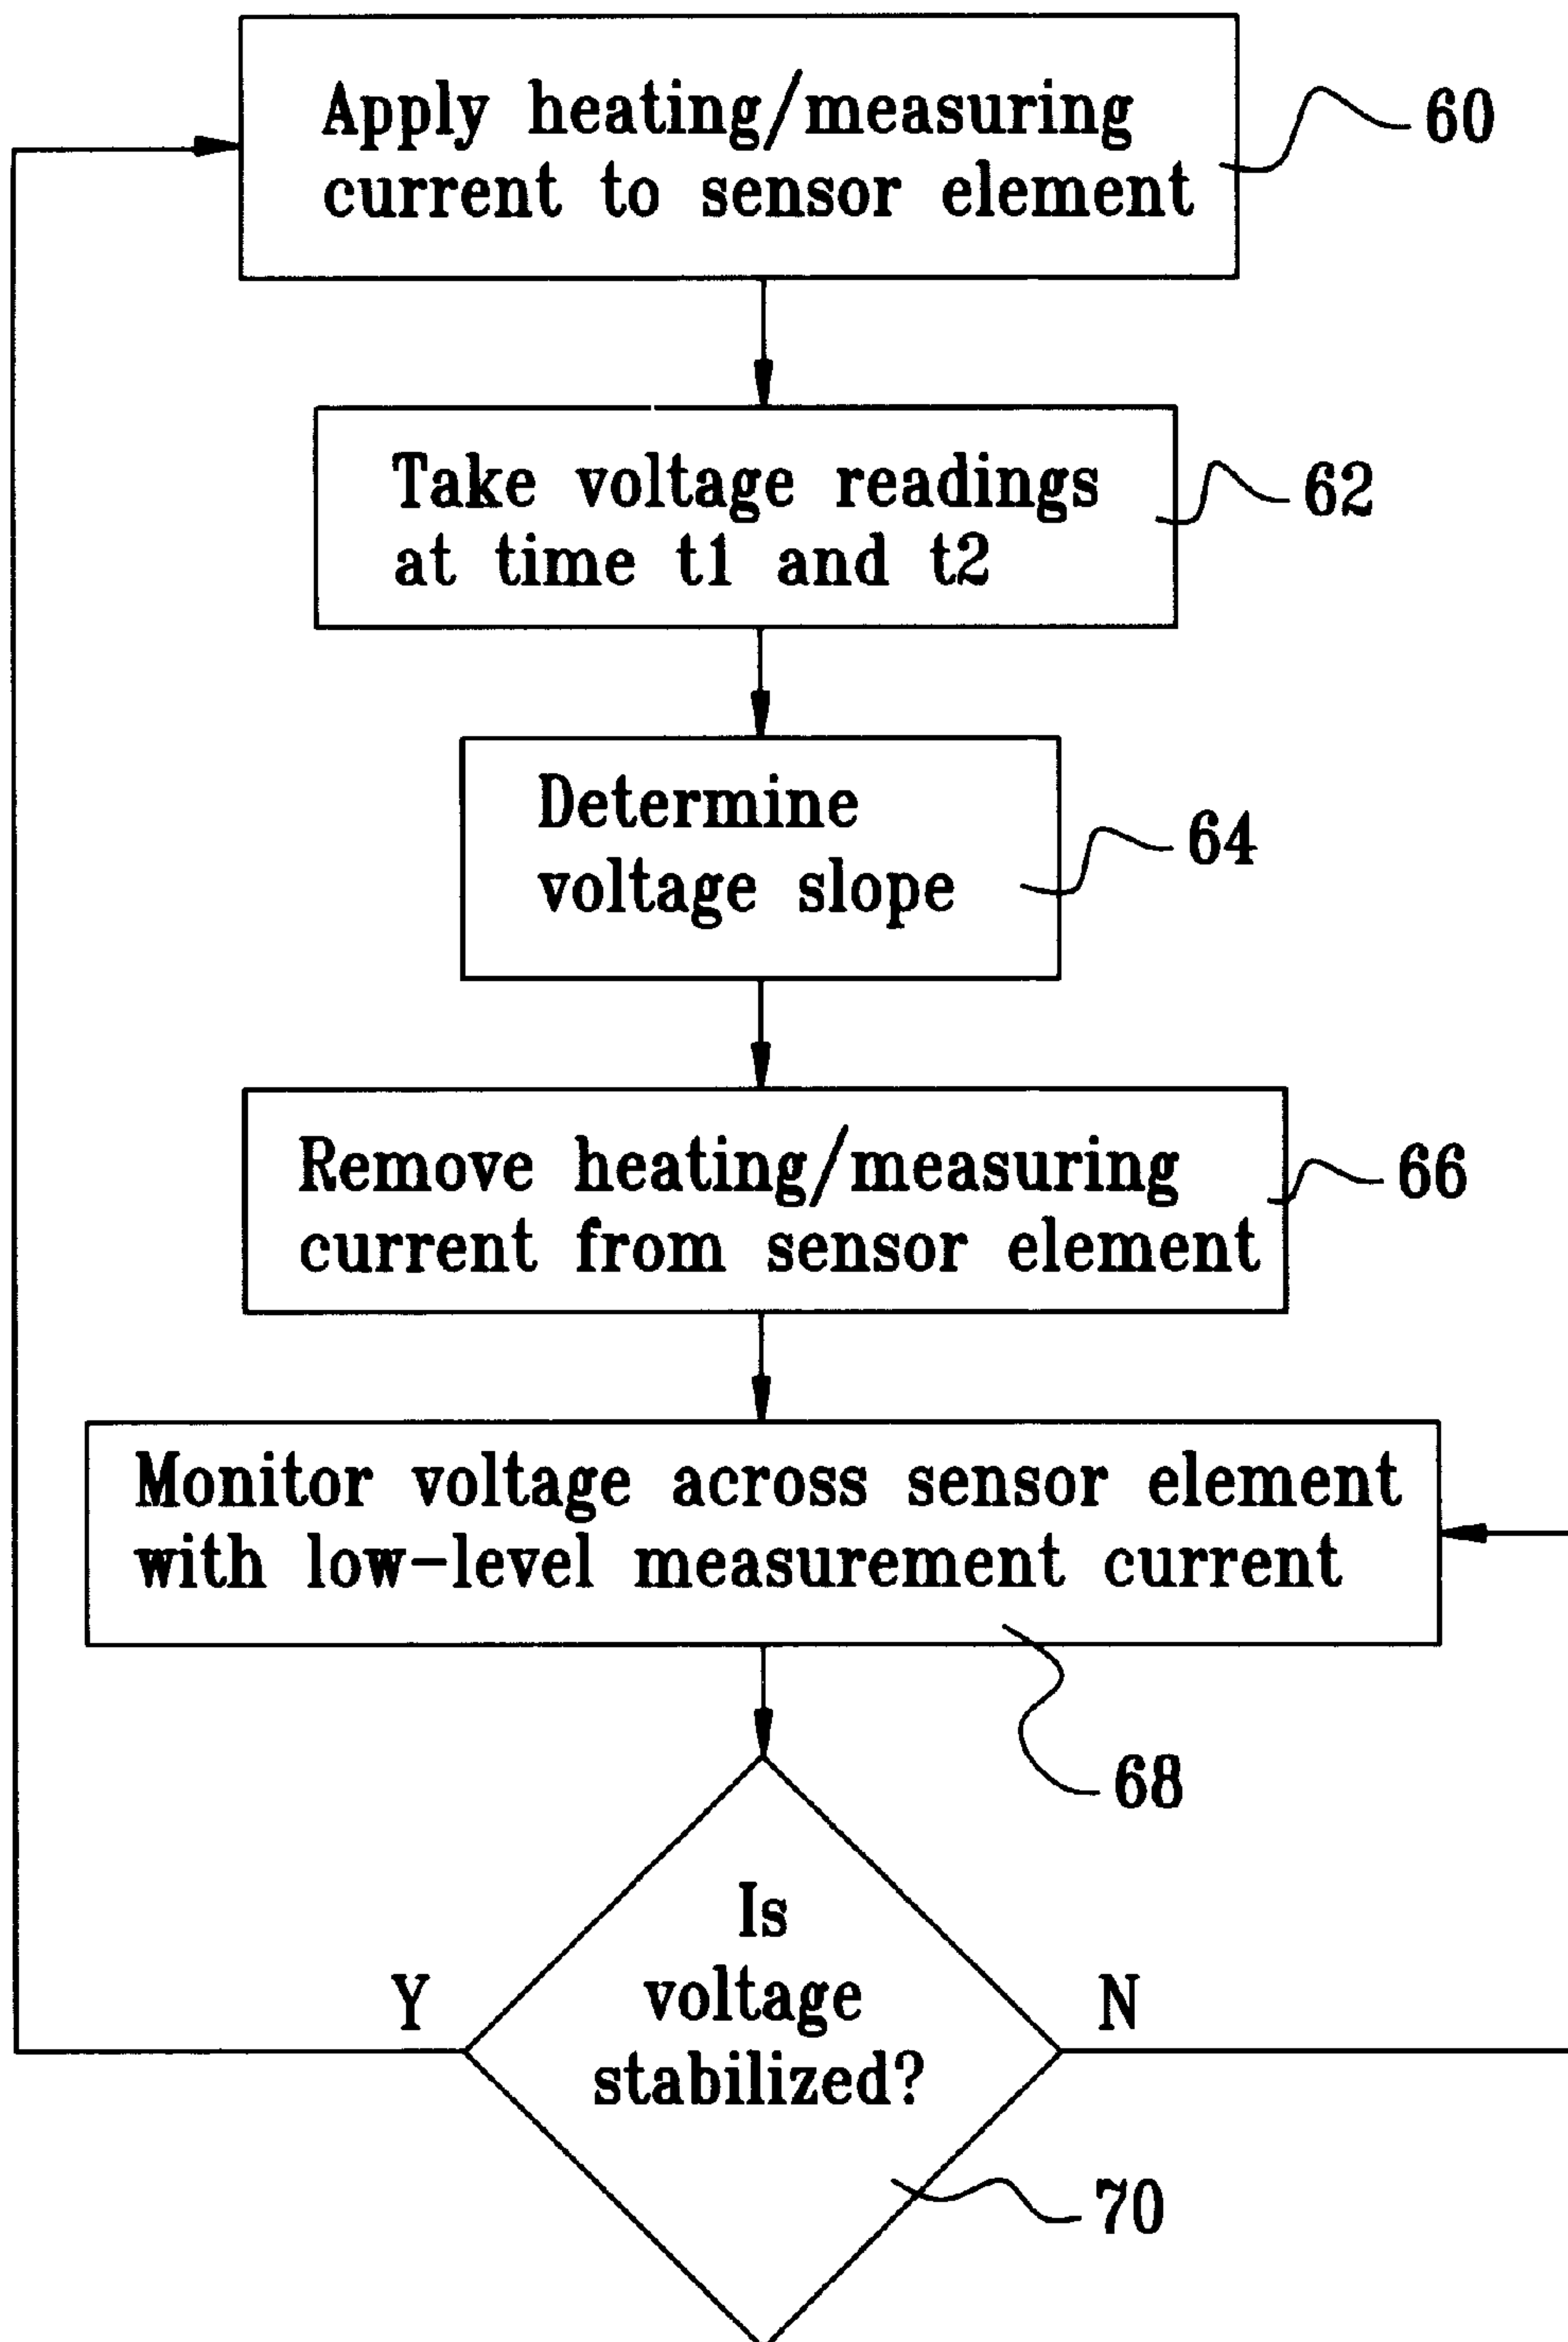 Apply heating/measuring
current to sensor element
60
Take voltage readings
at time t1 and t2
62
Determine
voltage slope
64
Remove heating/measuring
current from sensor element
66
Monitor voltage across sensor element
with low-level measurement current
68
Is
voltage
stabilized?
Y
N
70